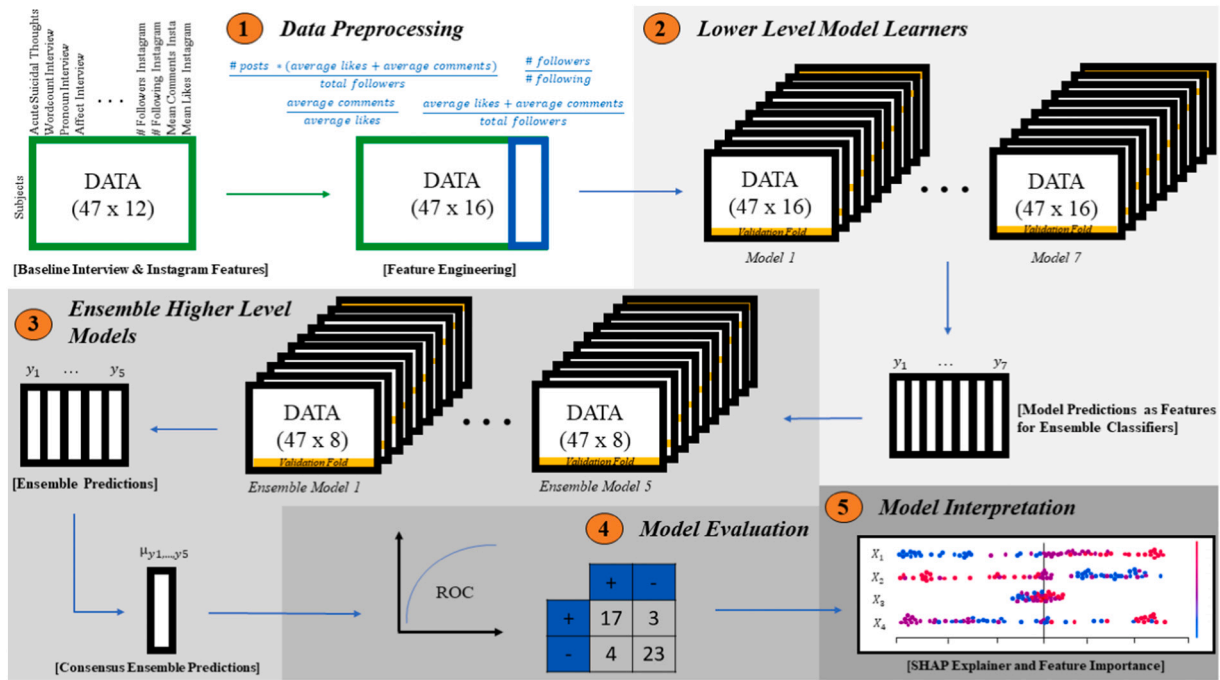 1 Data Preprocessing
Acute Suicidal Thoughts
Wordcount Interview
Pronoun Interview
Affect Interview
. . .
# Followers Instagram
# Following Instagram
Mean Comments Insta
Mean Likes Instagram
# posts * (average likes + average comments)
total followers
# followers
# following
average comments
average likes
average likes + average comments
total followers
Subjects
DATA
(47 x 12)
[Baseline Interview & Instagram Features]
DATA
(47 x 16)
[Feature Engineering]
2 Lower Level Model Learners
DATA
(47 x 16)
Validation Fold
Model 1
• • •
DATA
(47 x 16)
Validation Fold
Model 7
y₁ ... y₇
[Model Predictions as Features
for Ensemble Classifiers]
3 Ensemble Higher Level
Models
y₁ ... y₅
[Ensemble Predictions]
DATA
(47 x 8)
Validation Fold
Ensemble Model 1
• • •
DATA
(47 x 8)
Validation Fold
Ensemble Model 5
μy1,...,y5
[Consensus Ensemble Predictions]
4 Model Evaluation
ROC
+ -
+ 17 3
- 4 23
5 Model Interpretation
X₁
X₂
X₃
X₄
[SHAP Explainer and Feature Importance]